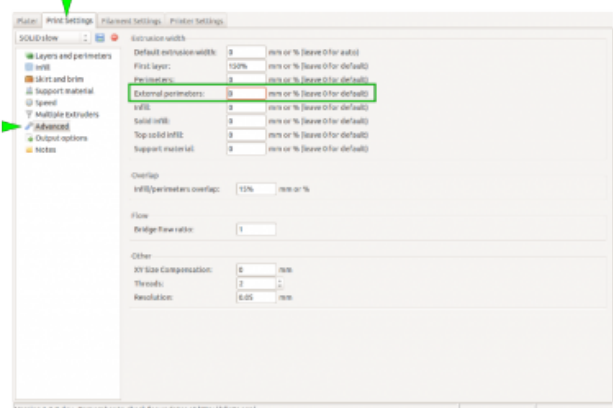 Plater Print Settings Filament Settings Printer Settings
SOLID slow
Layers and perimeters
Infill
Skirt and brim
Support material
Speed
Multiple Extruders
Advanced
Output options
Notes
Extrusion width
Default extrusion width: 0 mm or % (leave 0 for auto)
First layer: 150% mm or % (leave 0 for default)
Perimeters: 0 mm or % (leave 0 for default)
External perimeters: 0 mm or % (leave 0 for default)
Infill: 0 mm or % (leave 0 for default)
Solid infill: 0 mm or % (leave 0 for default)
Top solid infill: 0 mm or % (leave 0 for default)
Support material: 0 mm or % (leave 0 for default)
Overlap
Infill/perimeters overlap: 15% mm or %
Flow
Bridge flow ratio: 1
Other
XY Size Compensation: 0 mm
Threads: 2
Resolution: 0.05 mm